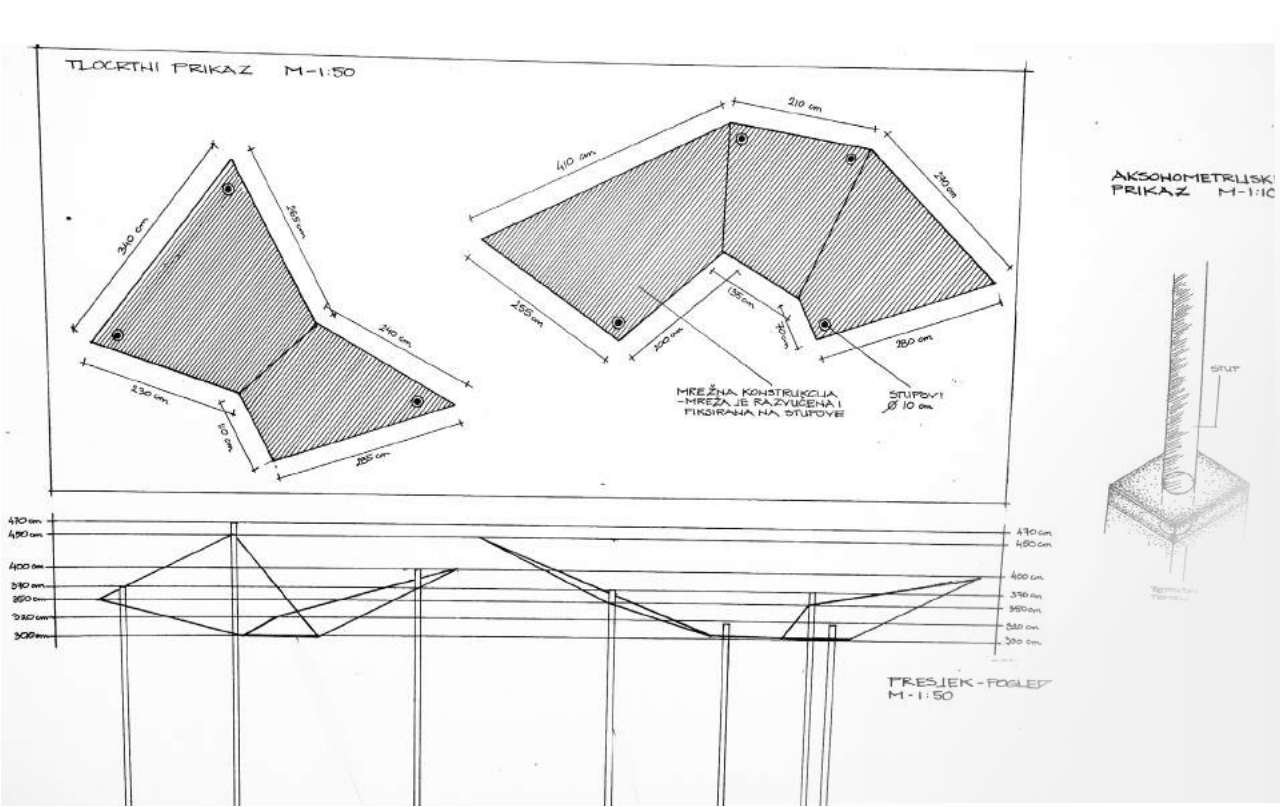 TLOCRTNI PRIKAZ M-1:50
210 cm
410 cm
290 cm
340 cm
265 cm
AKSONOMETRIJSKI
PRIKAZ M-1:10
255 cm
135 cm
240 cm
200 cm
70 cm
280 cm
230 cm
110 cm
285 cm
MREŽNA KONSTRUKCIJA
-MREŽA JE RAZVUČENA I
FIKSIRANA NA STUPOVE
STUPOVI
Ø 10 cm
STUP
470 cm
450 cm
400 cm
370 cm
350 cm
320 cm
300 cm
470 cm
450 cm
400 cm
370 cm
350 cm
320 cm
300 cm
PRESJEK-POGLED
M-1:50